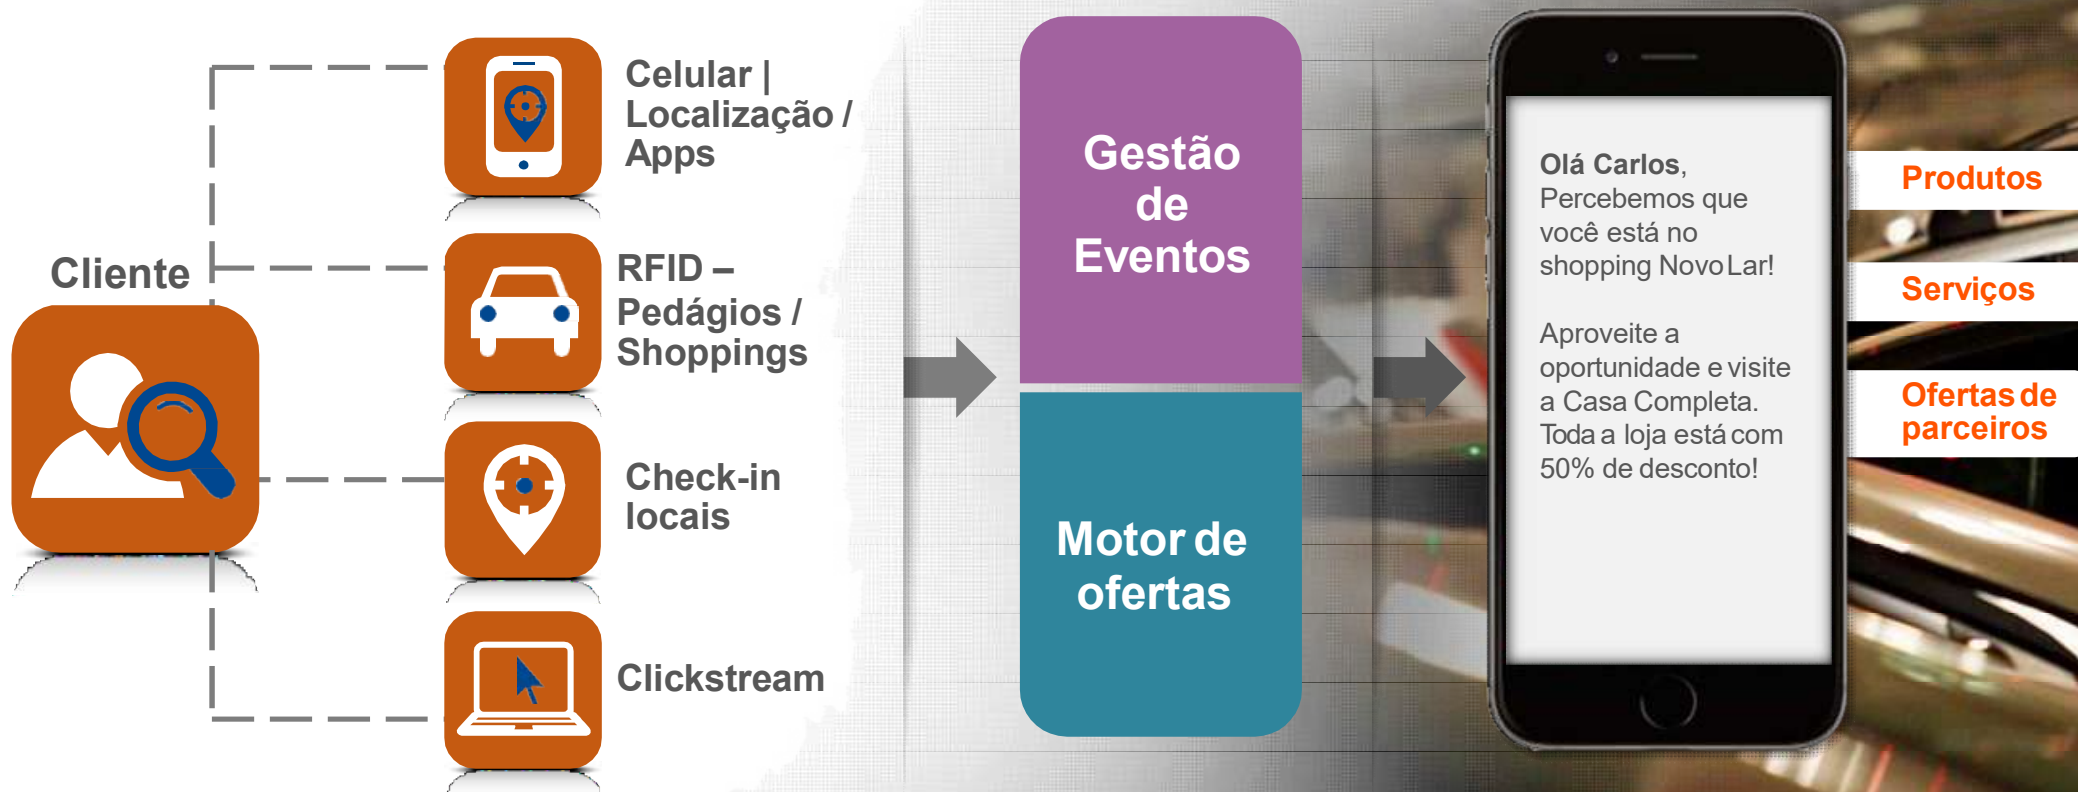 Cliente
Celular |
Localização /
Apps
RFID –
Pedágios /
Shoppings
Check-in
locais
Clickstream
Gestão
de
Eventos
Motor de
ofertas
Olá Carlos,
Percebemos que
você está no
shopping Novo Lar!
Aproveite a
oportunidade e visite
a Casa Completa.
Toda a loja está com
50% de desconto!
Produtos
Serviços
Ofertas de
parceiros